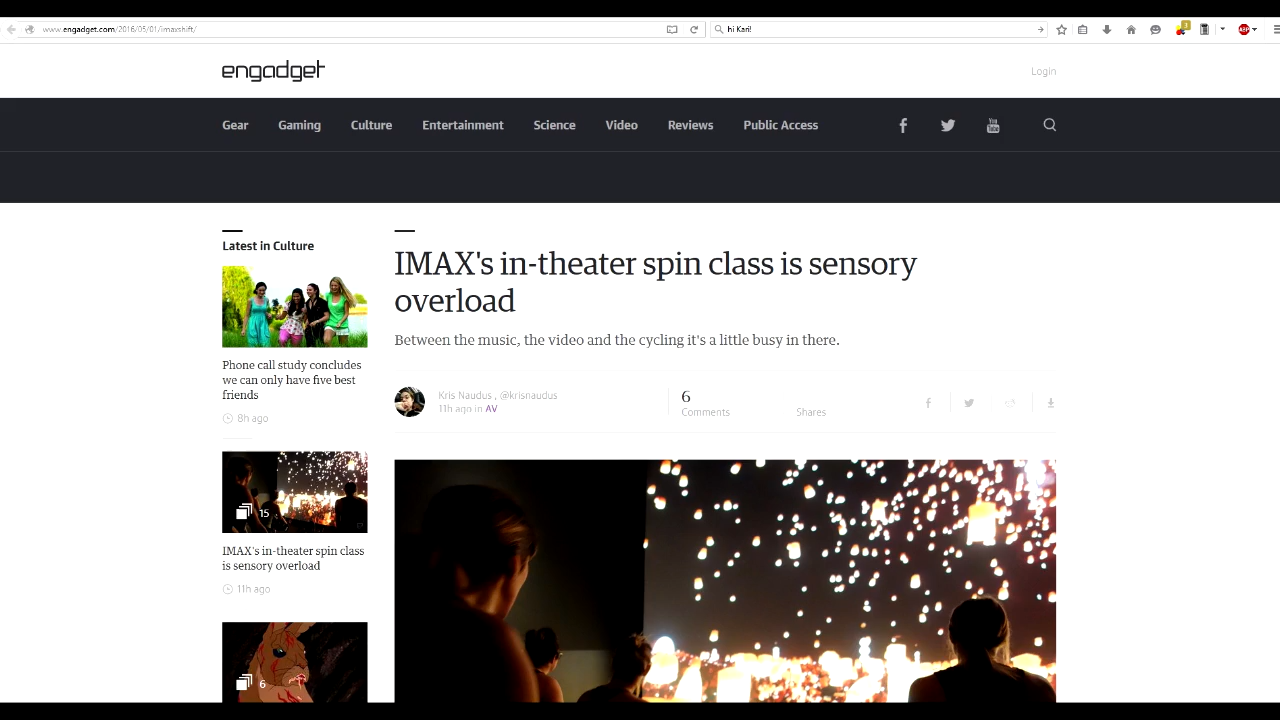 www.engadget.com/2016/05/01/imaxshift/
hi Kari!
3
ABP
engadget
Login
Gear Gaming Culture Entertainment Science Video Reviews Public Access
You Tube
Latest in Culture
Phone call study concludes
we can only have five best
friends
8h ago
15
IMAX's in-theater spin class
is sensory overload
11h ago
6
IMAX's in-theater spin class is sensory
overload
Between the music, the video and the cycling it's a little busy in there.
Kris Naudus , @krisnaudus
11h ago in AV
6
Comments
Shares